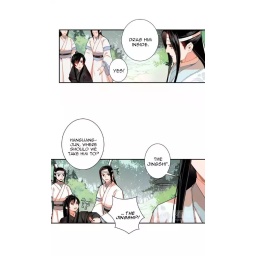 DRAG HIM
INSIDE.
YES!
HANGUANG-
JUN, WHERE
SHOULD WE
TAKE HIM TO?
THE
JINGSHI!
...THE
JINGSHI?!